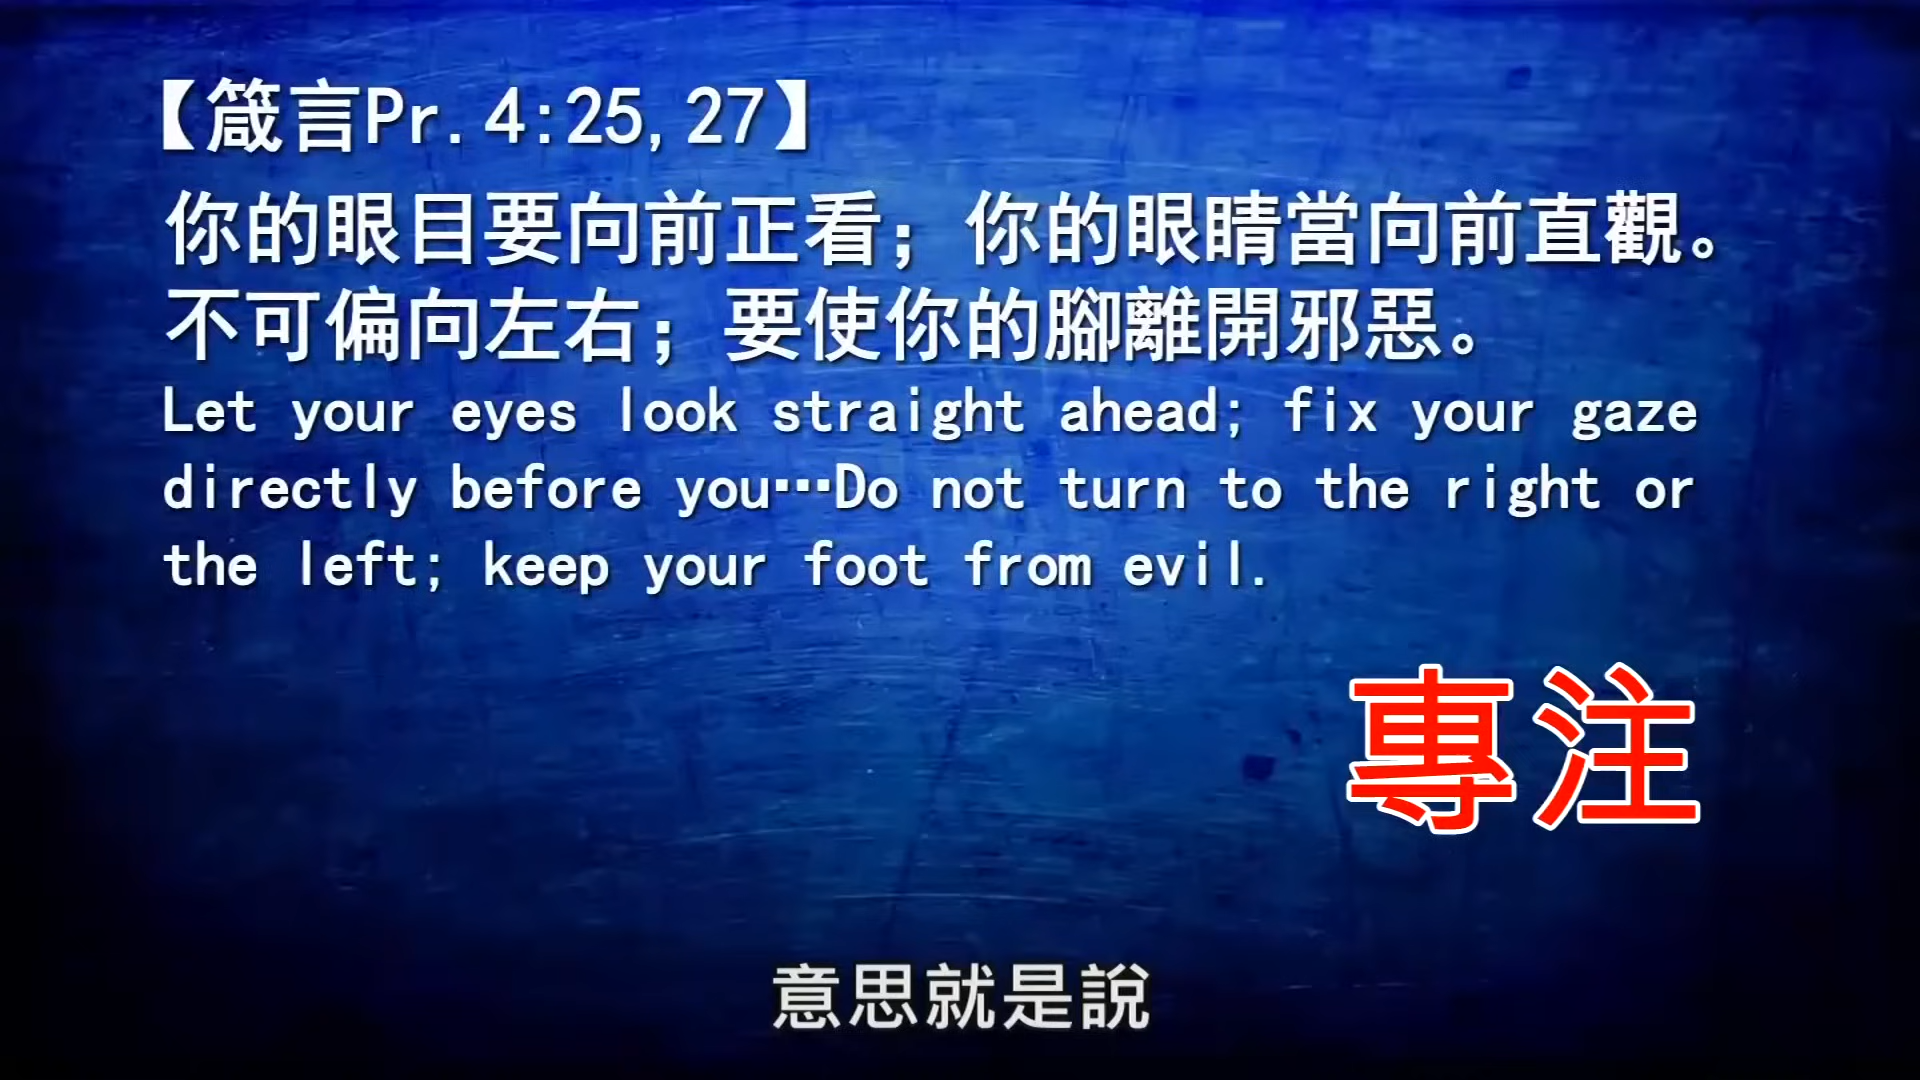 【箴言Pr.4:25,27】
你的眼目要向前正看；你的眼睛當向前直觀。
不可偏向左右；要使你的腳離開邪惡。
Let your eyes look straight ahead; fix your gaze
directly before you…Do not turn to the right or
the left; keep your foot from evil.
專注
意思就是說